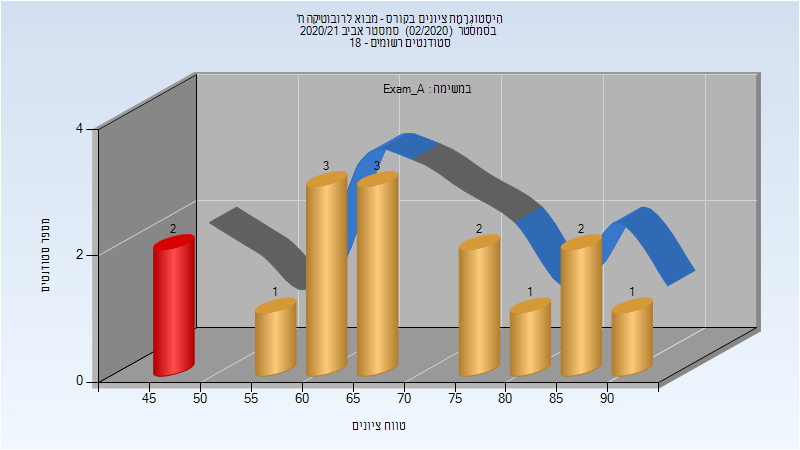 היסטוגרמת ציונים בקורס - מבוא לרובוטיקה ח'
בסמסטר (02/2020) סמסטר אביב 2020/21
סטודנטים רשומים - 18
במשימה : Exam_A
מספר סטודנטים
4
2
0
2
1
3
3
2
1
2
1
45 50 55 60 65 70 75 80 85 90
טווח ציונים